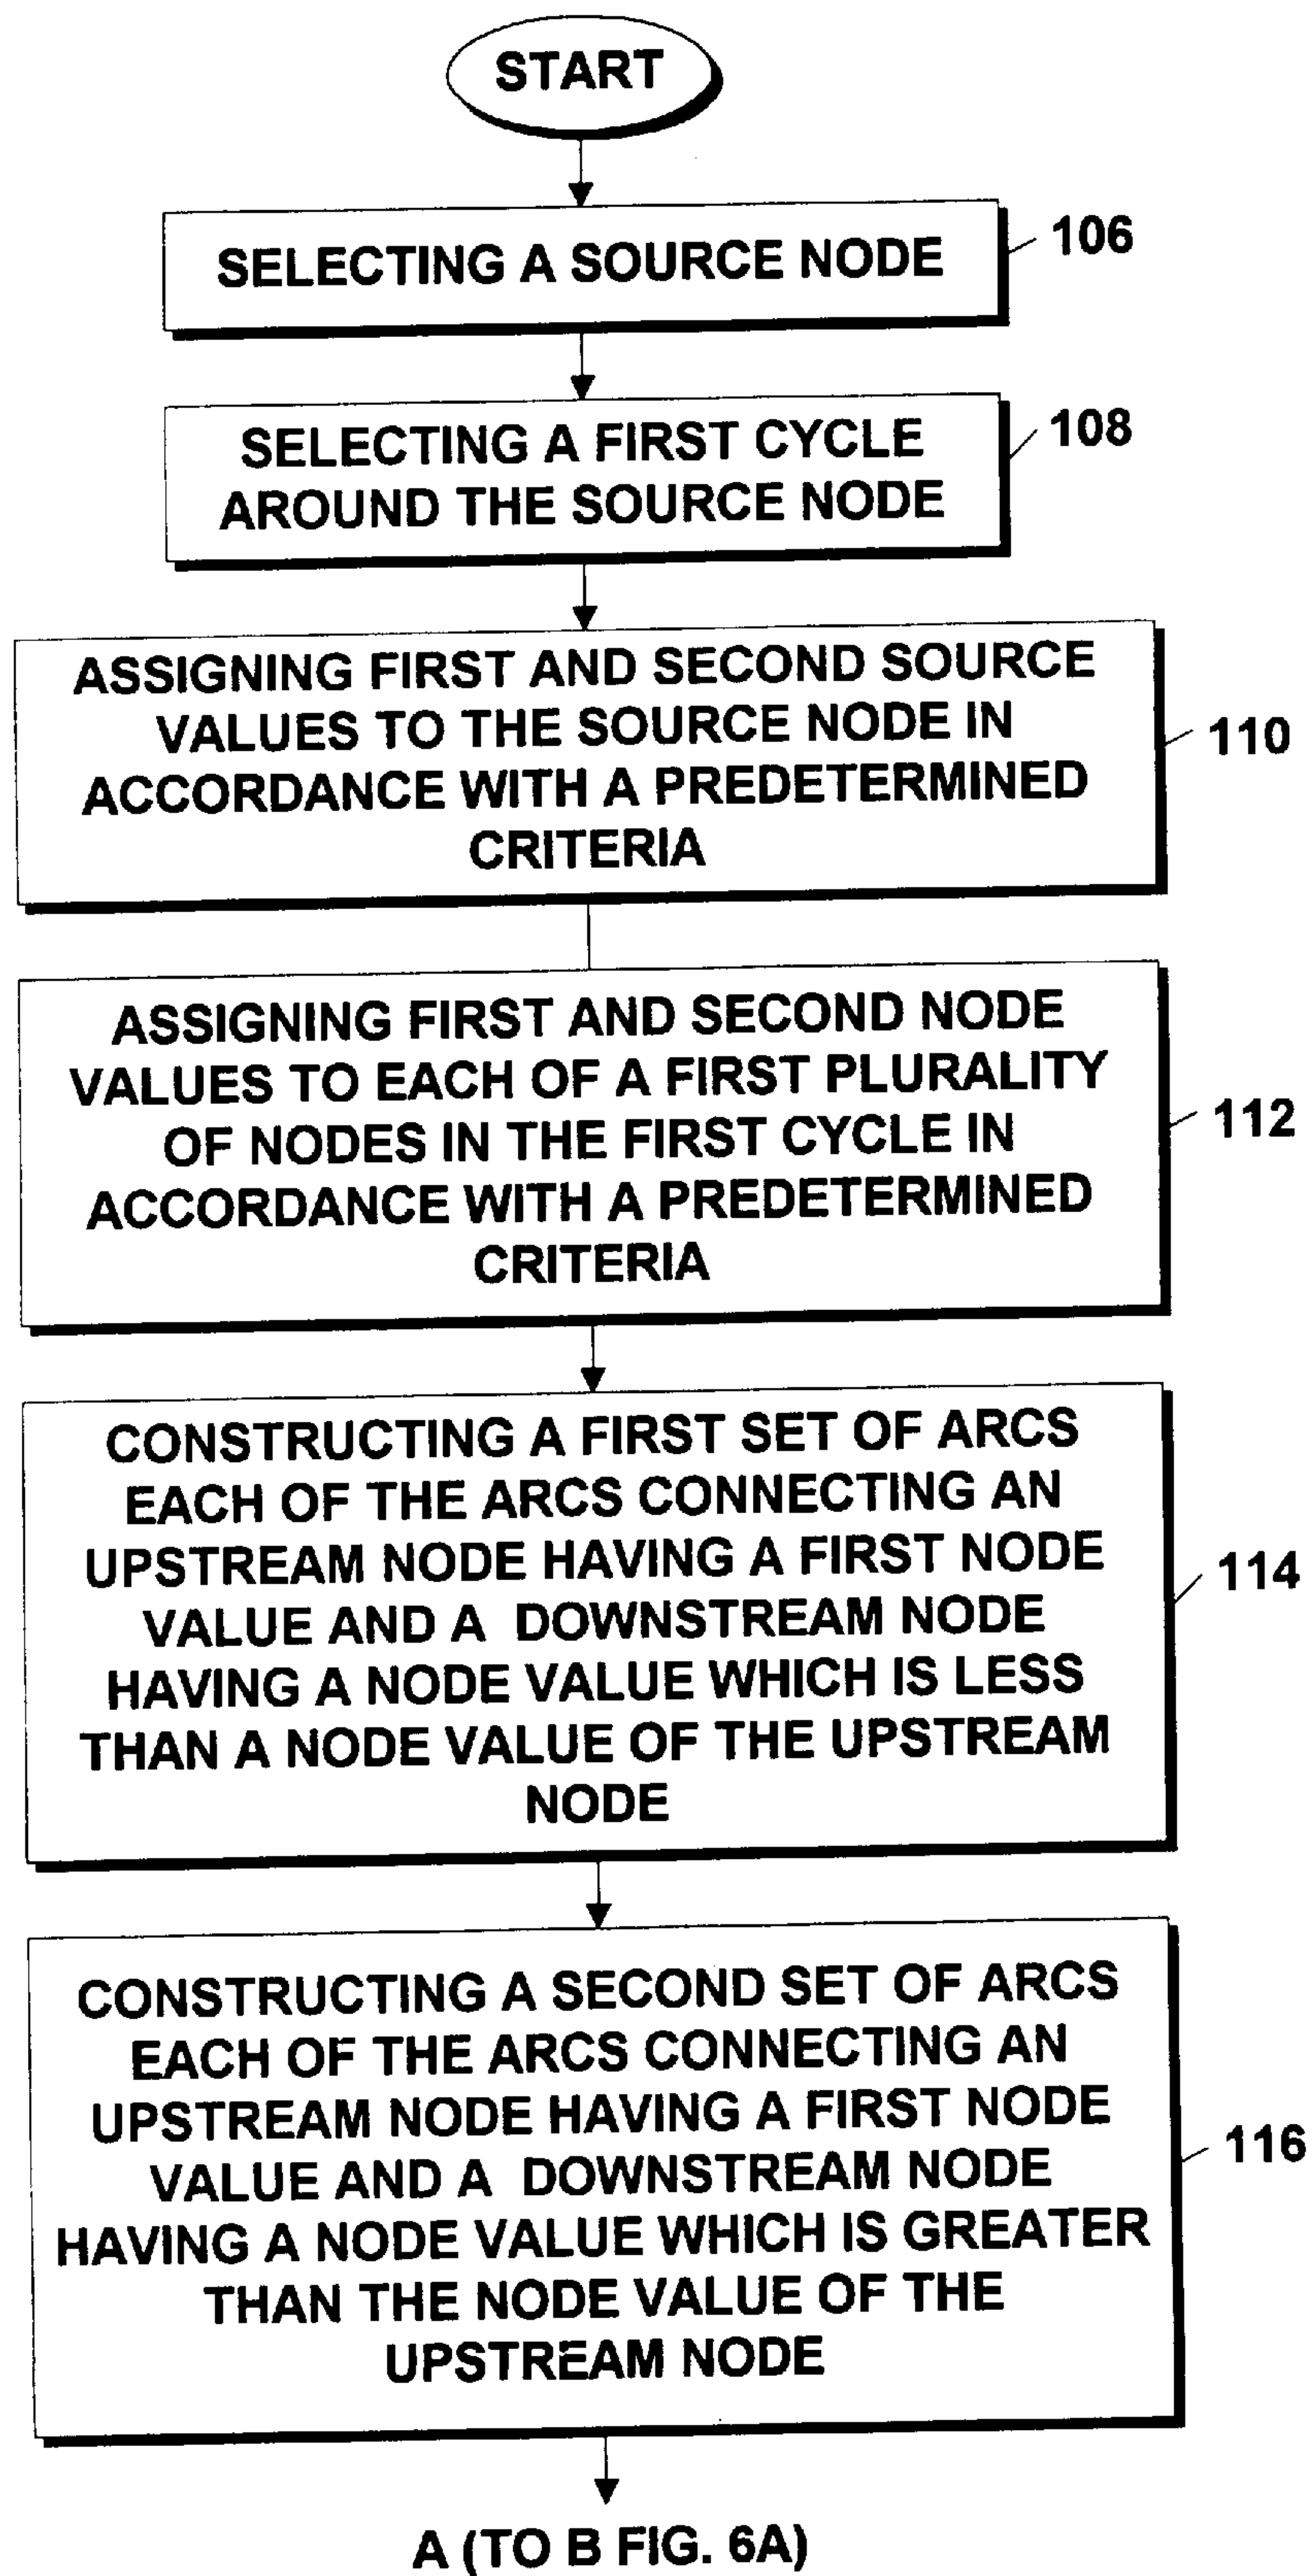 START
SELECTING A SOURCE NODE
106
SELECTING A FIRST CYCLE
AROUND THE SOURCE NODE
108
ASSIGNING FIRST AND SECOND SOURCE
VALUES TO THE SOURCE NODE IN
ACCORDANCE WITH A PREDETERMINED
CRITERIA
110
ASSIGNING FIRST AND SECOND NODE
VALUES TO EACH OF A FIRST PLURALITY
OF NODES IN THE FIRST CYCLE IN
ACCORDANCE WITH A PREDETERMINED
CRITERIA
112
CONSTRUCTING A FIRST SET OF ARCS
EACH OF THE ARCS CONNECTING AN
UPSTREAM NODE HAVING A FIRST NODE
VALUE AND A DOWNSTREAM NODE
HAVING A NODE VALUE WHICH IS LESS
THAN A NODE VALUE OF THE UPSTREAM
NODE
114
CONSTRUCTING A SECOND SET OF ARCS
EACH OF THE ARCS CONNECTING AN
UPSTREAM NODE HAVING A FIRST NODE
VALUE AND A DOWNSTREAM NODE
HAVING A NODE VALUE WHICH IS GREATER
THAN THE NODE VALUE OF THE
UPSTREAM NODE
116
A (TO B FIG. 6A)